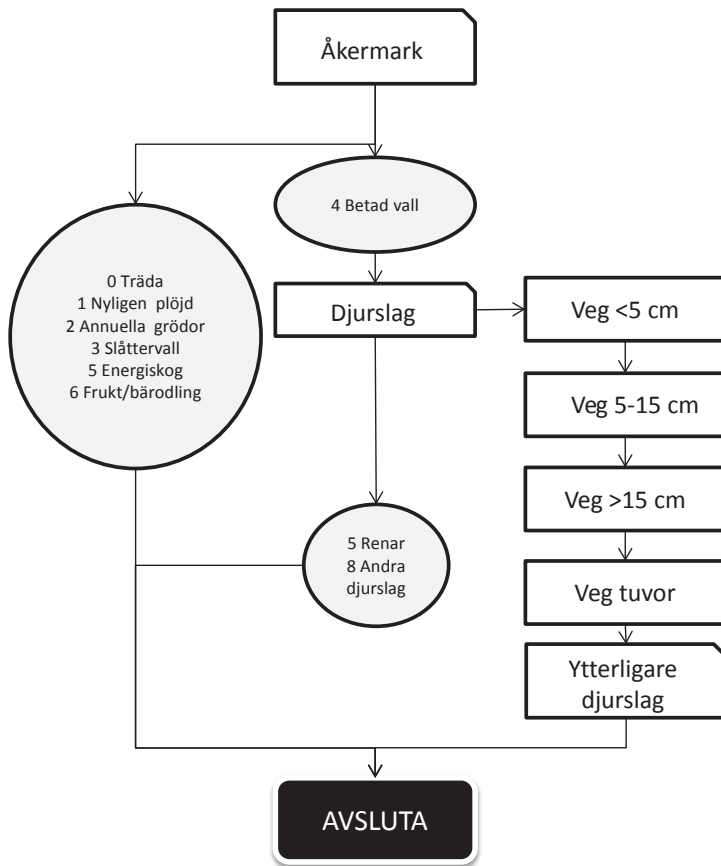 Åkermark
4 Betad vall
0 Träda
1 Nyligen plöjd
2 Annuella grödor
3 Slåttervall
5 Energiskog
6 Frukt/bärodling
Djurslag
Veg <5 cm
Veg 5-15 cm
Veg >15 cm
5 Renar
8 Andra
djurslag
Veg tuvor
Ytterligare
djurslag
AVSLUTA